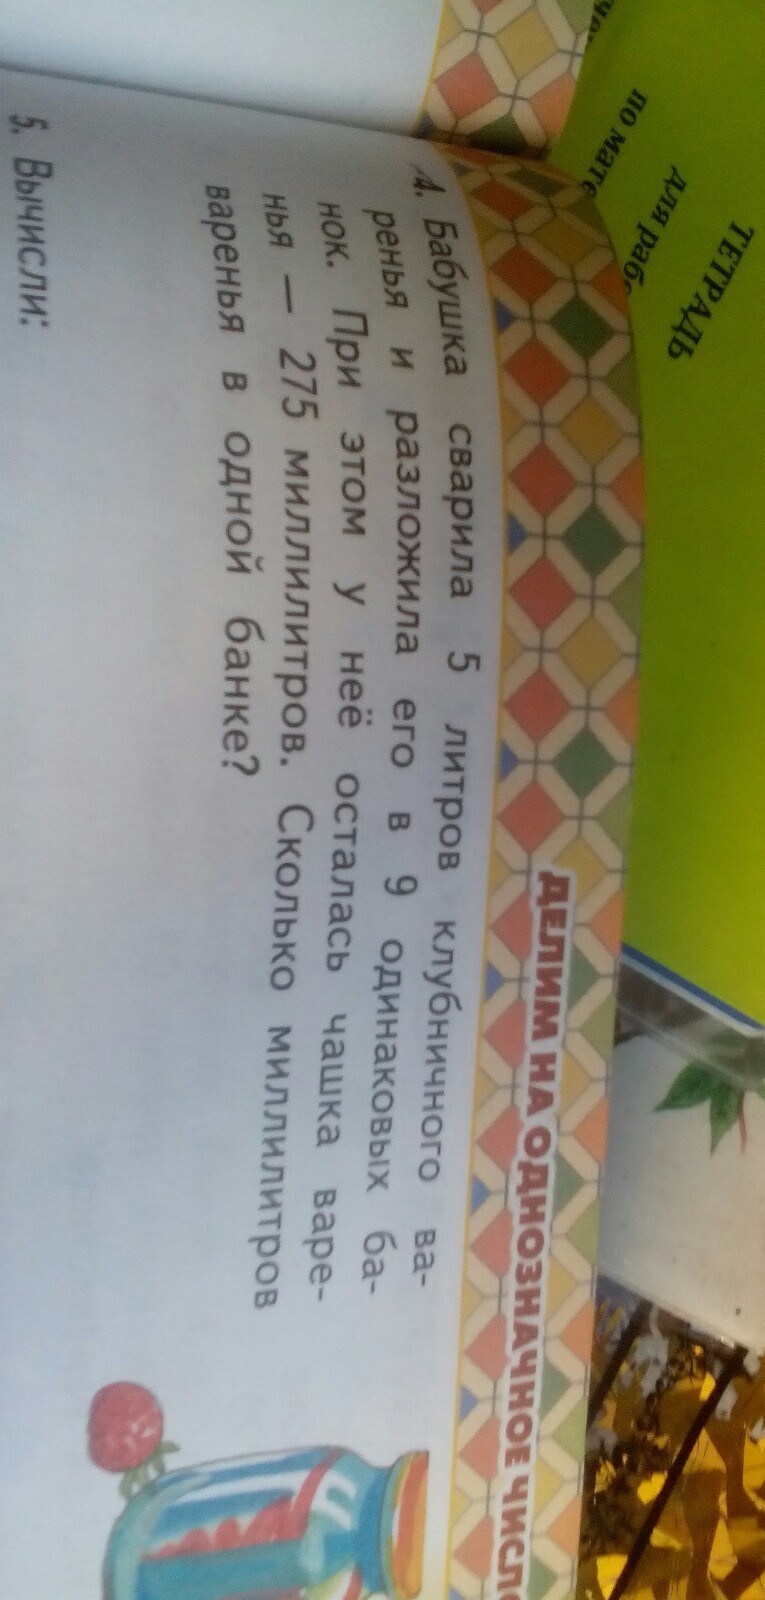 ТЕТРАДЬ
для рабо
по мате
ДЕЛИМ НА ОДНОЗНАЧНОЕ ЧИСЛО
4. Бабушка сварила 5 литров клубничного ва-
ренья и разложила его в 9 одинаковых ба-
нок. При этом у неё осталась чашка варе-
нья — 275 миллилитров. Сколько миллилитров
варенья в одной банке?
5. Вычисли: